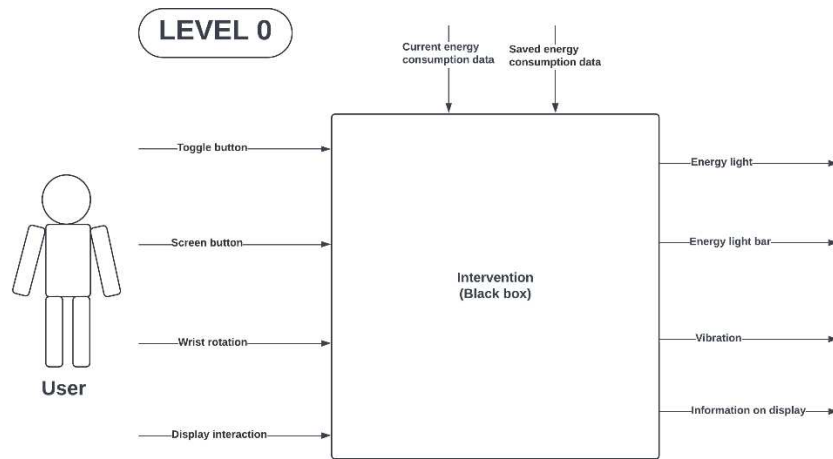 LEVEL 0
Current energy
consumption data
Saved energy
consumption data
Toggle button
Screen button
Wrist rotation
Display interaction
User
Intervention
(Black box)
Energy light
Energy light bar
Vibration
Information on display